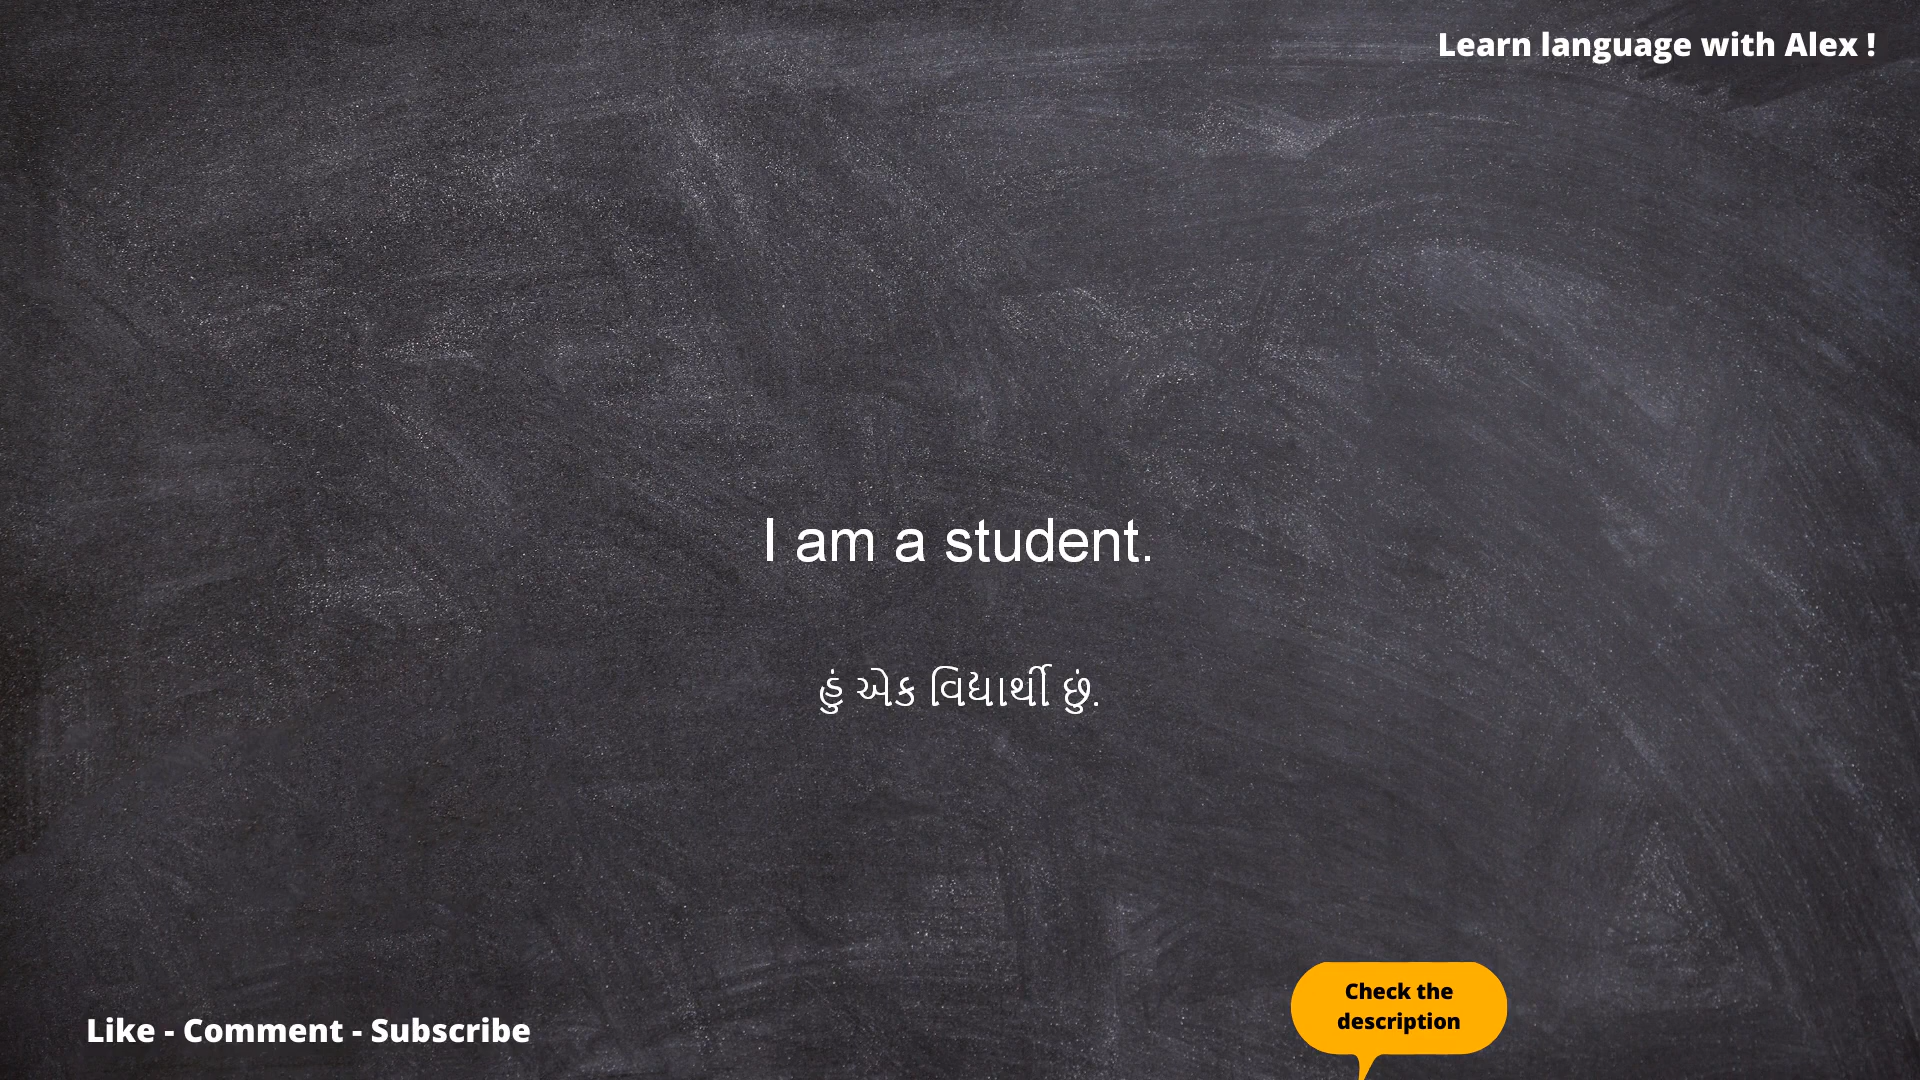 Learn language with Alex !
I am a student.
હું એક વિદ્યાર્થી છું.
Check the
description
Like - Comment - Subscribe